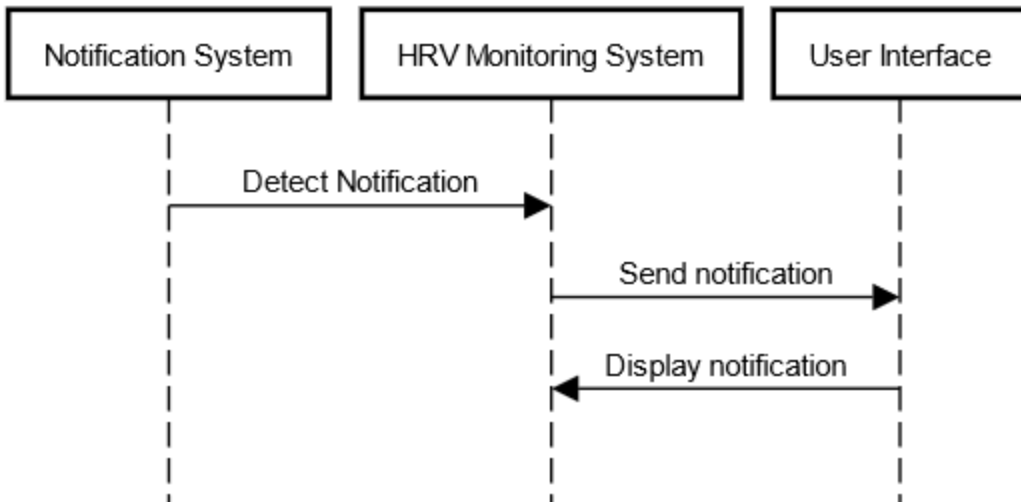 Notification System
HRV Monitoring System
User Interface
Detect Notification
Send notification
Display notification